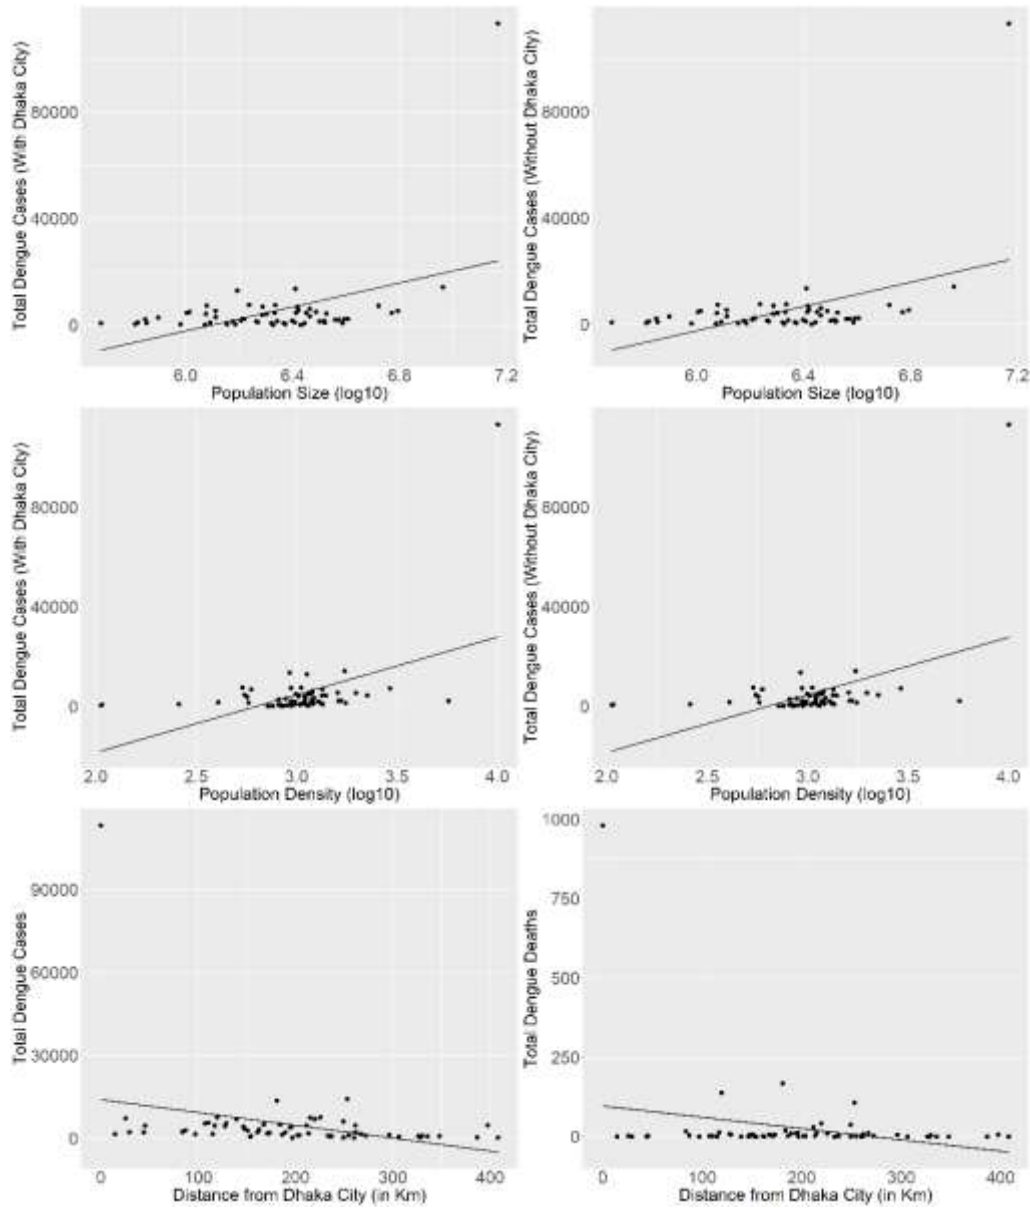 Total Dengue Cases (With Dhaka City)
80000
40000
0
6.0 6.4 6.8 7.2
Population Size (log10)
Total Dengue Cases (Without Dhaka City)
80000
40000
0
6.0 6.4 6.8 7.2
Population Size (log10)
Total Dengue Cases (With Dhaka City)
80000
40000
0
2.0 2.5 3.0 3.5 4.0
Population Density (log10)
Total Dengue Cases (Without Dhaka City)
80000
40000
0
2.0 2.5 3.0 3.5 4.0
Population Density (log10)
Total Dengue Cases
90000
60000
30000
0
0 100 200 300 400
Distance from Dhaka City (in Km)
Total Dengue Deaths
1000
750
500
250
0
0 100 200 300 400
Distance from Dhaka City (in Km)